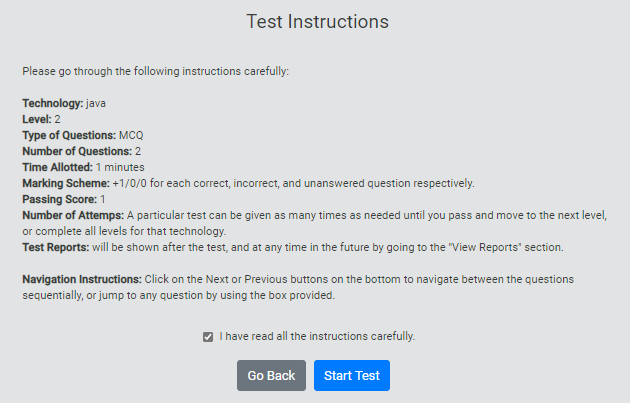 Test Instructions
Please go through the following instructions carefully:
Technology: java
Level: 2
Type of Questions: MCQ
Number of Questions: 2
Time Allotted: 1 minutes
Marking Scheme: +1/0/0 for each correct, incorrect, and unanswered question respectively.
Passing Score: 1
Number of Attemps: A particular test can be given as many times as needed until you pass and move to the next level,
or complete all levels for that technology.
Test Reports: will be shown after the test, and at any time in the future by going to the "View Reports" section.
Navigation Instructions: Click on the Next or Previous buttons on the bottom to navigate between the questions
sequentially, or jump to any question by using the box provided.
I have read all the instructions carefully.
Go Back Start Test